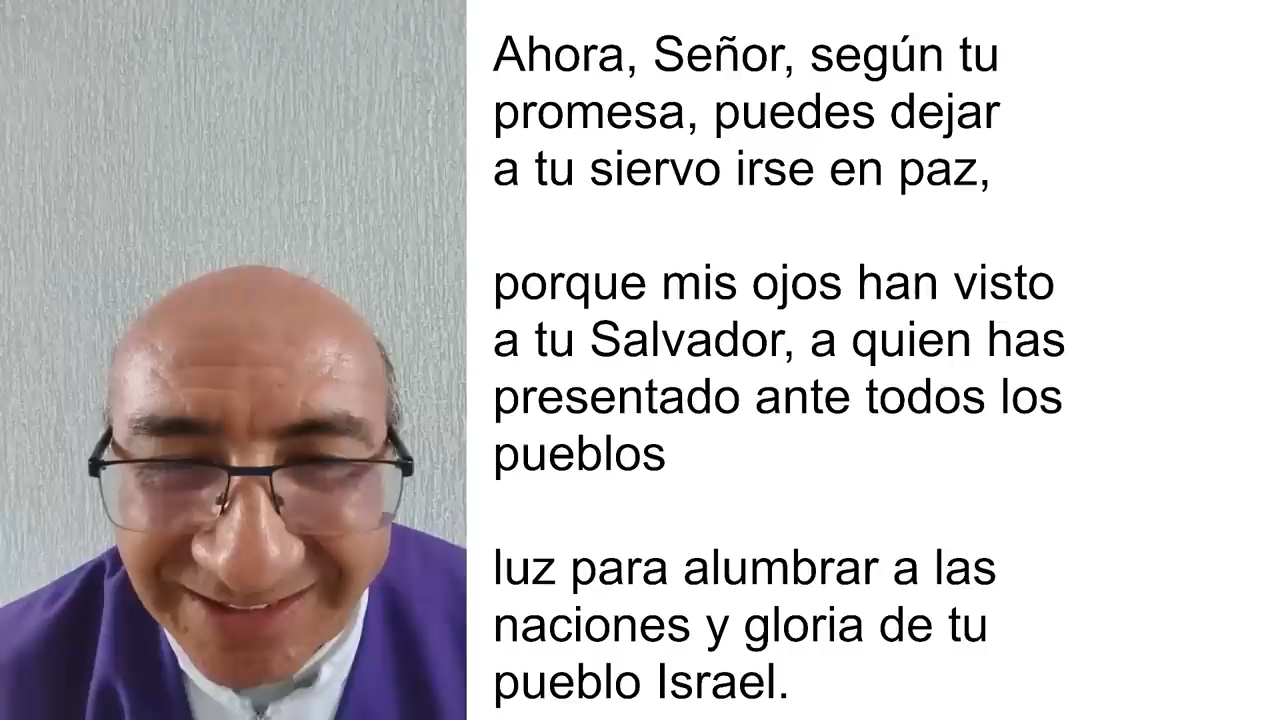 Ahora, Señor, según tu
promesa, puedes dejar
a tu siervo irse en paz,
porque mis ojos han visto
a tu Salvador, a quien has
presentado ante todos los
pueblos
luz para alumbrar a las
naciones y gloria de tu
pueblo Israel.